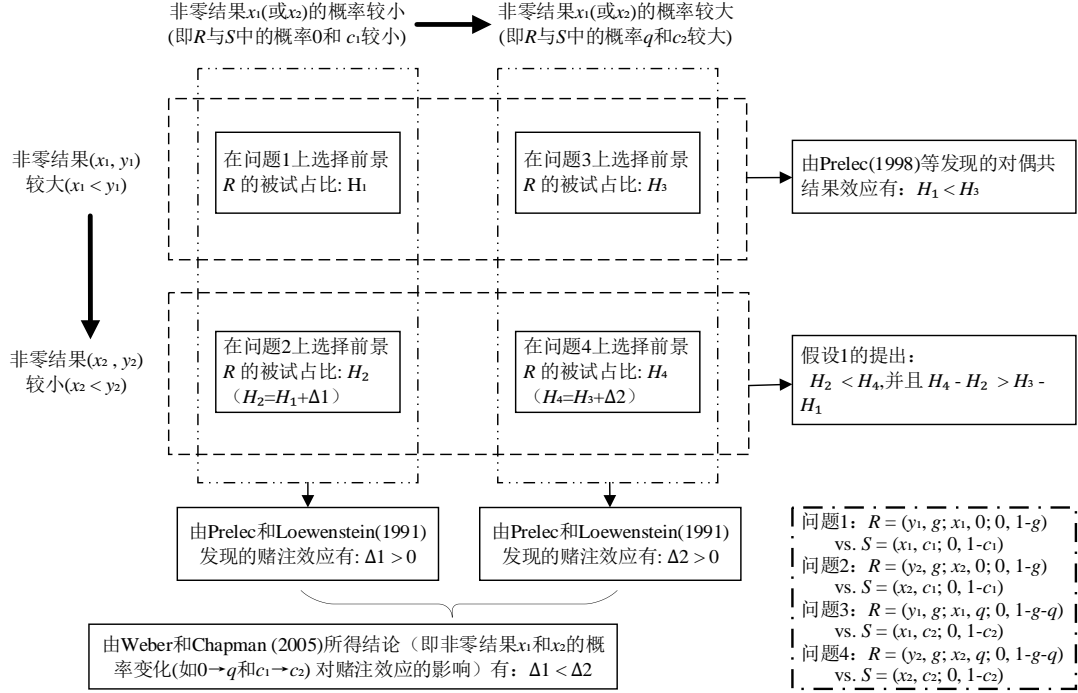 非零结果x₁(或x₂)的概率较小
(即R与S中的概率0和 c₁较小)
非零结果x₁(或x₂)的概率较大
(即R与S中的概率q和c₂较大)
非零结果(x₁, y₁)
较大(x₁ < y₁)
在问题1上选择前景
R 的被试占比: H₁
在问题3上选择前景
R 的被试占比: H₃
由Prelec(1998)等发现的对偶共
结果效应有：H₁ < H₃
非零结果(x₂ , y₂)
较小(x₂ < y₂)
在问题2上选择前景
R 的被试占比: H₂
（H₂=H₁+Δ1）
在问题4上选择前景
R 的被试占比: H₄
（H₄=H₃+Δ2）
假设1的提出：
H₂ < H₄,并且 H₄ - H₂ > H₃ -
H₁
由Prelec和Loewenstein(1991)
发现的赌注效应有: Δ1 > 0
由Prelec和Loewenstein(1991)
发现的赌注效应有: Δ2 > 0
由Weber和Chapman (2005)所得结论（即非零结果x₁和x₂的概
率变化(如0→q和c₁→c₂) 对赌注效应的影响）有：Δ1 < Δ2
问题1：R = (y₁, g; x₁, 0; 0, 1-g)
vs. S = (x₁, c₁; 0, 1-c₁)
问题2：R = (y₂, g; x₂, 0; 0, 1-g)
vs. S = (x₂, c₁; 0, 1-c₁)
问题3：R = (y₁, g; x₁, q; 0, 1-g-q)
vs. S = (x₁, c₂; 0, 1-c₂)
问题4：R = (y₂, g; x₂, q; 0, 1-g-q)
vs. S = (x₂, c₂; 0, 1-c₂)